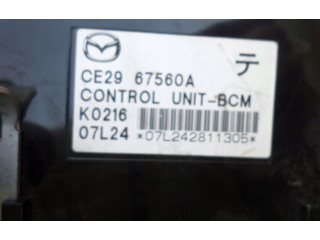 テ
CE29 67560A
CONTROL UNIT-BCM
K0216
07L24 *07L242811305*